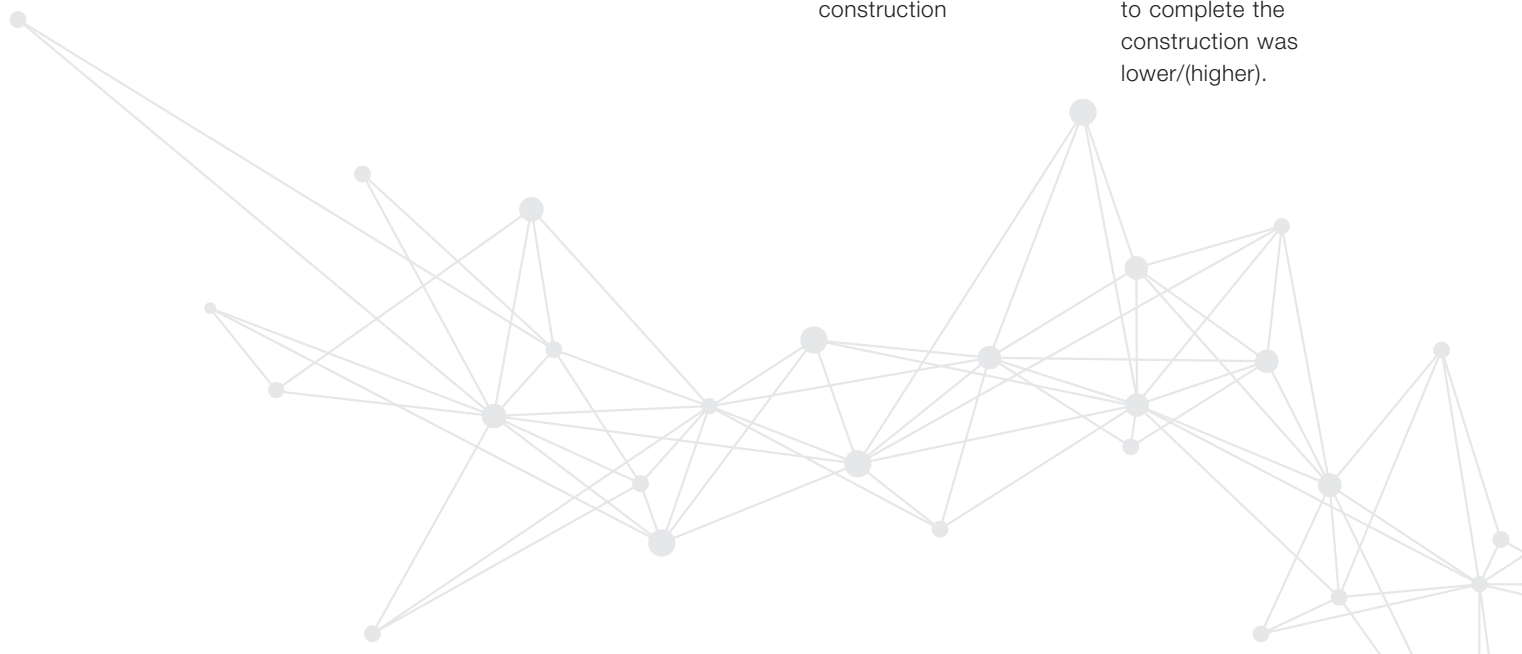 construction
to complete the
construction was
lower/(higher).